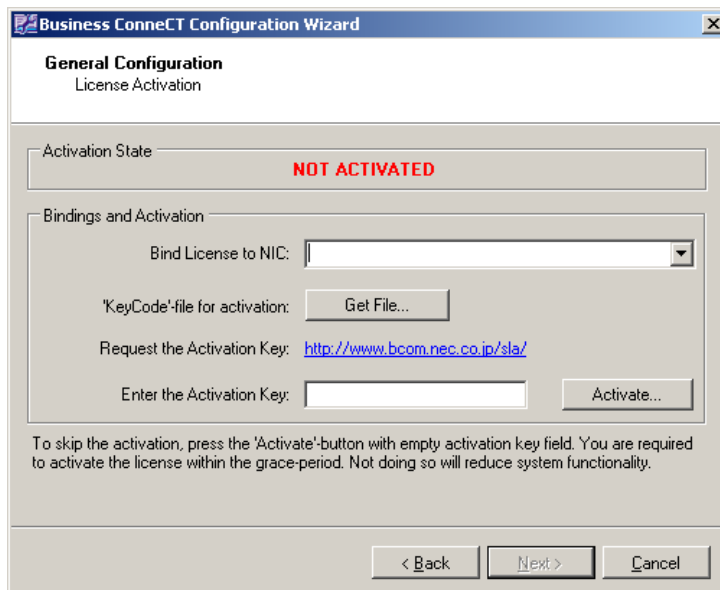 Business ConneCT Configuration Wizard
General Configuration
License Activation
Activation State
NOT ACTIVATED
Bindings and Activation
Bind License to NIC:
'KeyCode'-file for activation: Get File...
Request the Activation Key: http://www.bcom.nec.co.jp/sla/
Enter the Activation Key: Activate...
To skip the activation, press the 'Activate'-button with empty activation key field. You are required
to activate the license within the grace-period. Not doing so will reduce system functionality.
< Back Next > Cancel